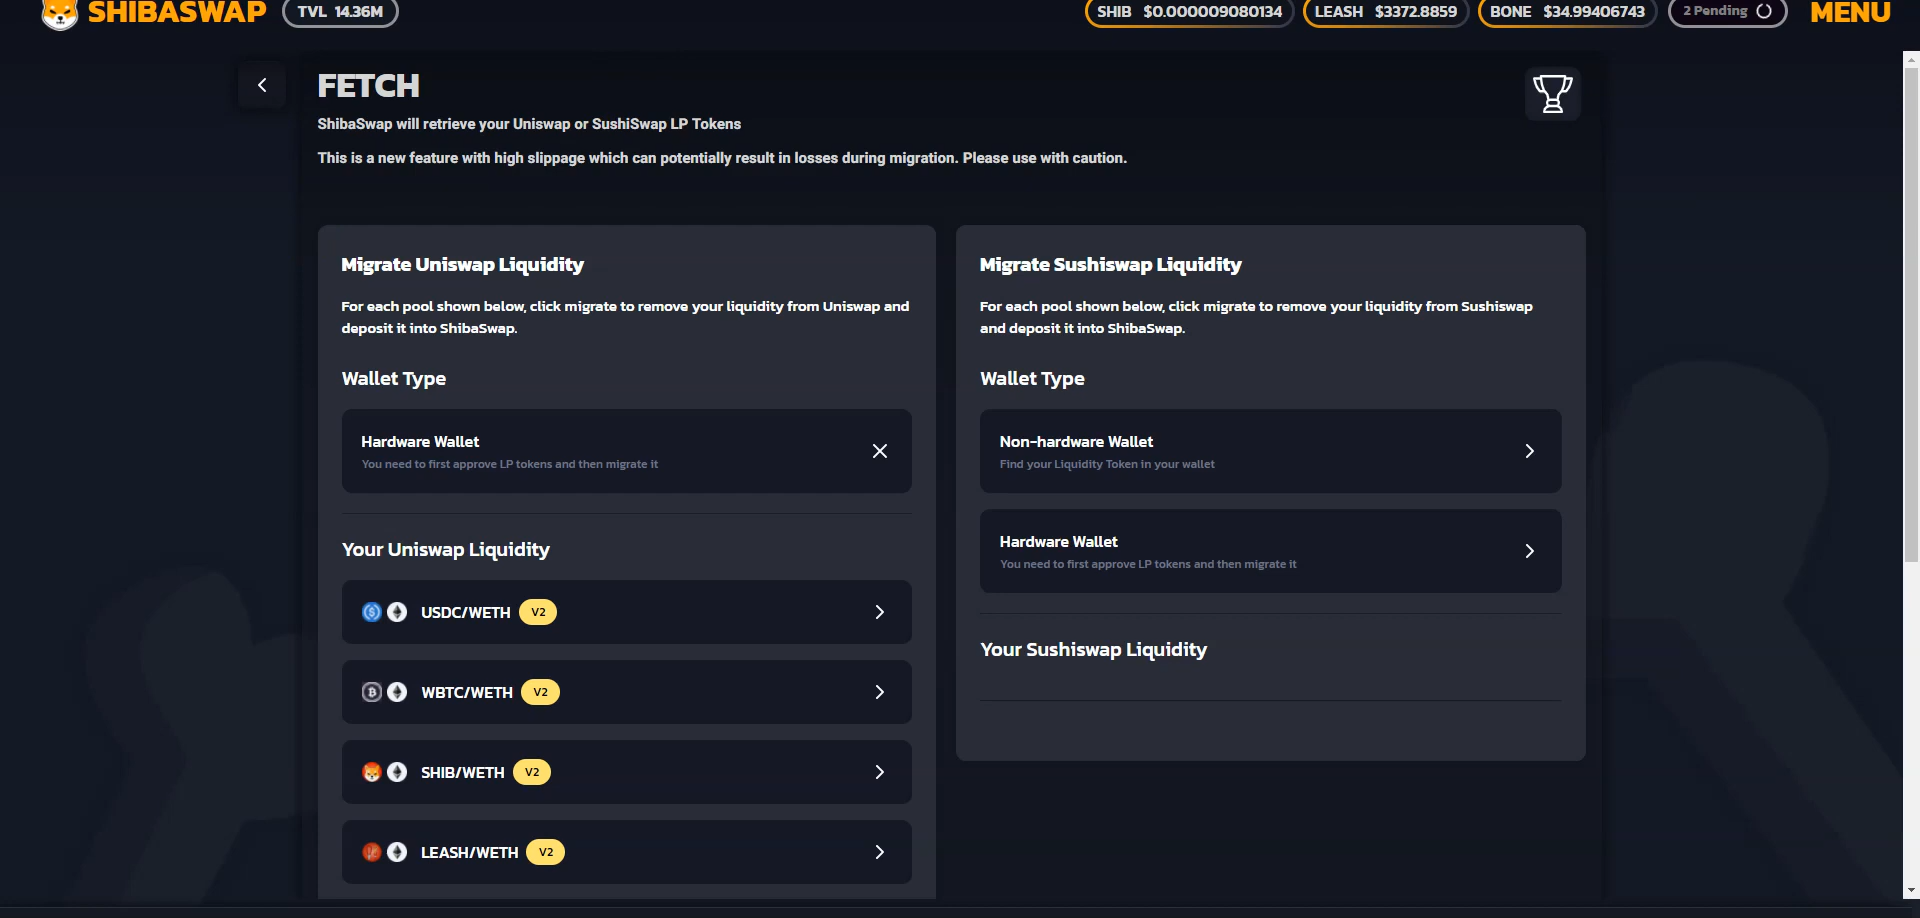 SHIBASWAP
TVL 14.36M
SHIB $0.000009080134
LEASH $3372.8859
BONE $34.99406743
2 Pending
MENU
FETCH
ShibaSwap will retrieve your Uniswap or SushiSwap LP Tokens
This is a new feature with high slippage which can potentially result in losses during migration. Please use with caution.
Migrate Uniswap Liquidity
For each pool shown below, click migrate to remove your liquidity from Uniswap and
deposit it into ShibaSwap.
Wallet Type
Hardware Wallet
You need to first approve LP tokens and then migrate it
Your Uniswap Liquidity
USDC/WETH V2
WBTC/WETH V2
SHIB/WETH V2
LEASH/WETH V2
Migrate Sushiswap Liquidity
For each pool shown below, click migrate to remove your liquidity from Sushiswap
and deposit it into ShibaSwap.
Wallet Type
Non-hardware Wallet
Find your Liquidity Token in your wallet
Hardware Wallet
You need to first approve LP tokens and then migrate it
Your Sushiswap Liquidity